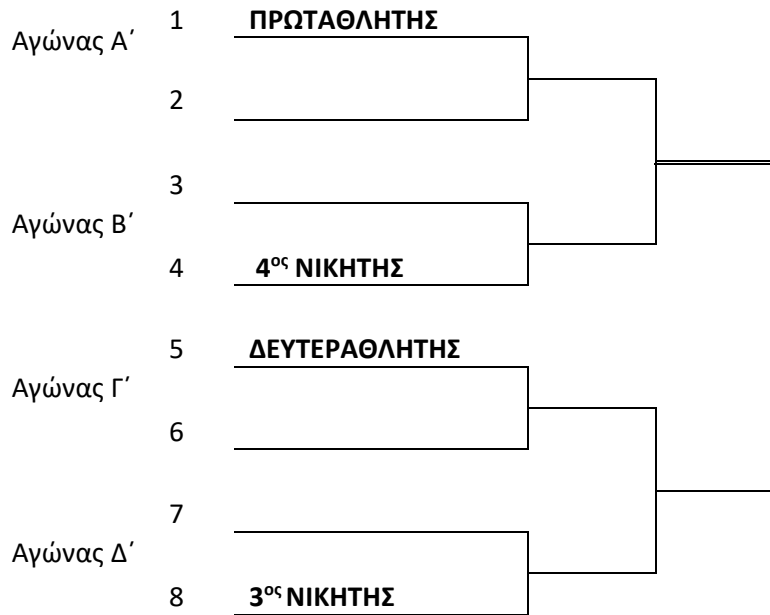 1 ΠΡΩΤΑΘΛΗΤΗΣ
Αγώνας Α΄
2
3
Αγώνας Β΄
4 4ος ΝΙΚΗΤΗΣ
5 ΔΕΥΤΕΡΑΘΛΗΤΗΣ
Αγώνας Γ΄
6
7
Αγώνας Δ΄
8 3ος ΝΙΚΗΤΗΣ